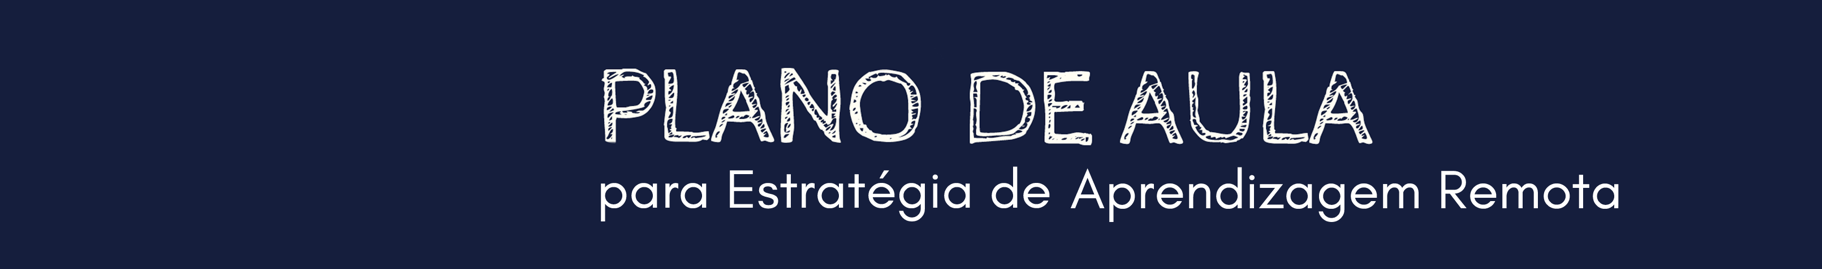 PLANO DE AULA
para Estratégia de Aprendizagem Remota